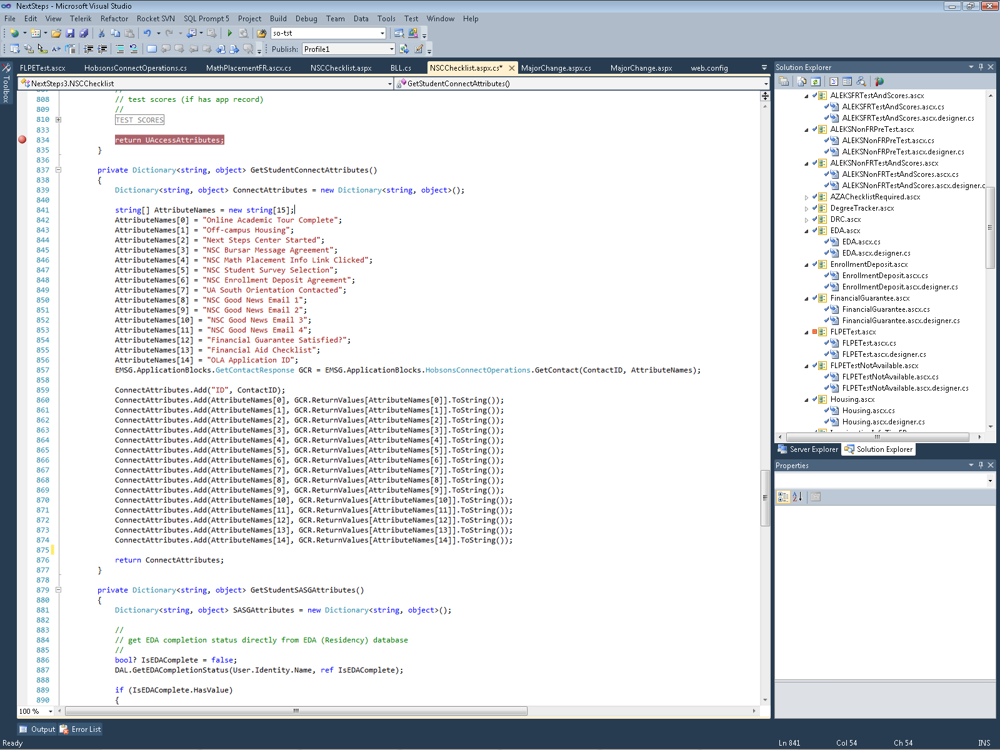 NextSteps - Microsoft Visual Studio
File Edit View Telerik Refactor Rocket SVN SQL Prompt 5 Project Build Debug Team Data Tools Test Window Help
so-tst
Publish: Profile1
FLPETest.ascx HobsonsConnectOperations.cs MathPlacementFR.ascx.cs NSCChecklist.aspx BLL.cs NSCChecklist.aspx.cs* MajorChange.aspx.cs MajorChange.aspx web.config
Toolbox
NextSteps3.NSCChecklist GetStudentConnectAttributes()
808 // test scores (if has app record)
809 //
810 TEST SCORES
833
834 return UAccessAttributes;
835 }
836
837 private Dictionary<string, object> GetStudentConnectAttributes()
838 {
839 Dictionary<string, object> ConnectAttributes = new Dictionary<string, object>();
840
841 string[] AttributeNames = new string[15];
842 AttributeNames[0] = "Online Academic Tour Complete";
843 AttributeNames[1] = "Off-campus Housing";
844 AttributeNames[2] = "Next Steps Center Started";
845 AttributeNames[3] = "NSC Bursar Message Agreement";
846 AttributeNames[4] = "NSC Math Placement Info Link Clicked";
847 AttributeNames[5] = "NSC Student Survey Selection";
848 AttributeNames[6] = "NSC Enrollment Deposit Agreement";
849 AttributeNames[7] = "UA South Orientation Contacted";
850 AttributeNames[8] = "NSC Good News Email 1";
851 AttributeNames[9] = "NSC Good News Email 2";
852 AttributeNames[10] = "NSC Good News Email 3";
853 AttributeNames[11] = "NSC Good News Email 4";
854 AttributeNames[12] = "Financial Guarantee Satisfied?";
855 AttributeNames[13] = "Financial Aid Checklist";
856 AttributeNames[14] = "OLA Application ID";
857 EMSG.ApplicationBlocks.GetContactResponse GCR = EMSG.ApplicationBlocks.HobsonsConnectOperations.GetContact(ContactID, AttributeNames);
858
859 ConnectAttributes.Add("ID", ContactID);
860 ConnectAttributes.Add(AttributeNames[0], GCR.ReturnValues[AttributeNames[0]].ToString());
861 ConnectAttributes.Add(AttributeNames[1], GCR.ReturnValues[AttributeNames[1]].ToString());
862 ConnectAttributes.Add(AttributeNames[2], GCR.ReturnValues[AttributeNames[2]].ToString());
863 ConnectAttributes.Add(AttributeNames[3], GCR.ReturnValues[AttributeNames[3]].ToString());
864 ConnectAttributes.Add(AttributeNames[4], GCR.ReturnValues[AttributeNames[4]].ToString());
865 ConnectAttributes.Add(AttributeNames[5], GCR.ReturnValues[AttributeNames[5]].ToString());
866 ConnectAttributes.Add(AttributeNames[6], GCR.ReturnValues[AttributeNames[6]].ToString());
867 ConnectAttributes.Add(AttributeNames[7], GCR.ReturnValues[AttributeNames[7]].ToString());
868 ConnectAttributes.Add(AttributeNames[8], GCR.ReturnValues[AttributeNames[8]].ToString());
869 ConnectAttributes.Add(AttributeNames[9], GCR.ReturnValues[AttributeNames[9]].ToString());
870 ConnectAttributes.Add(AttributeNames[10], GCR.ReturnValues[AttributeNames[10]].ToString());
871 ConnectAttributes.Add(AttributeNames[11], GCR.ReturnValues[AttributeNames[11]].ToString());
872 ConnectAttributes.Add(AttributeNames[12], GCR.ReturnValues[AttributeNames[12]].ToString());
873 ConnectAttributes.Add(AttributeNames[13], GCR.ReturnValues[AttributeNames[13]].ToString());
874 ConnectAttributes.Add(AttributeNames[14], GCR.ReturnValues[AttributeNames[14]].ToString());
875
876 return ConnectAttributes;
877 }
878
879 private Dictionary<string, object> GetStudentSASGAttributes()
880 {
881 Dictionary<string, object> SASGAttributes = new Dictionary<string, object>();
882
883 //
884 // get EDA completion status directly from EDA (Residency) database
885 //
886 bool? IsEDAComplete = false;
887 DAL.GetEDACompletionStatus(User.Identity.Name, ref IsEDAComplete);
888
889 if (IsEDAComplete.HasValue)
890 {
100 %
Solution Explorer
ALEKSFRTestAndScores.ascx
ALEKSFRTestAndScores.ascx.cs
ALEKSFRTestAndScores.ascx.designer.cs
ALEKSNonFRPreTest.ascx
ALEKSNonFRPreTest.ascx.cs
ALEKSNonFRPreTest.ascx.designer.cs
ALEKSNonFRTestAndScores.ascx
ALEKSNonFRTestAndScores.ascx.cs
ALEKSNonFRTestAndScores.ascx.designer.c
AZAChecklistRequired.ascx
DegreeTracker.ascx
DRC.ascx
EDA.ascx
EDA.ascx.cs
EDA.ascx.designer.cs
EnrollmentDeposit.ascx
EnrollmentDeposit.ascx.cs
EnrollmentDeposit.ascx.designer.cs
FinancialGuarantee.ascx
FinancialGuarantee.ascx.cs
FinancialGuarantee.ascx.designer.cs
FLPETest.ascx
FLPETest.ascx.cs
FLPETest.ascx.designer.cs
FLPETestNotAvailable.ascx
FLPETestNotAvailable.ascx.cs
FLPETestNotAvailable.ascx.designer.cs
Housing.ascx
Housing.ascx.cs
Housing.ascx.designer.cs
Server Explorer Solution Explorer
Properties
Output Error List
Ready Ln 841 Col 54 Ch 54 INS